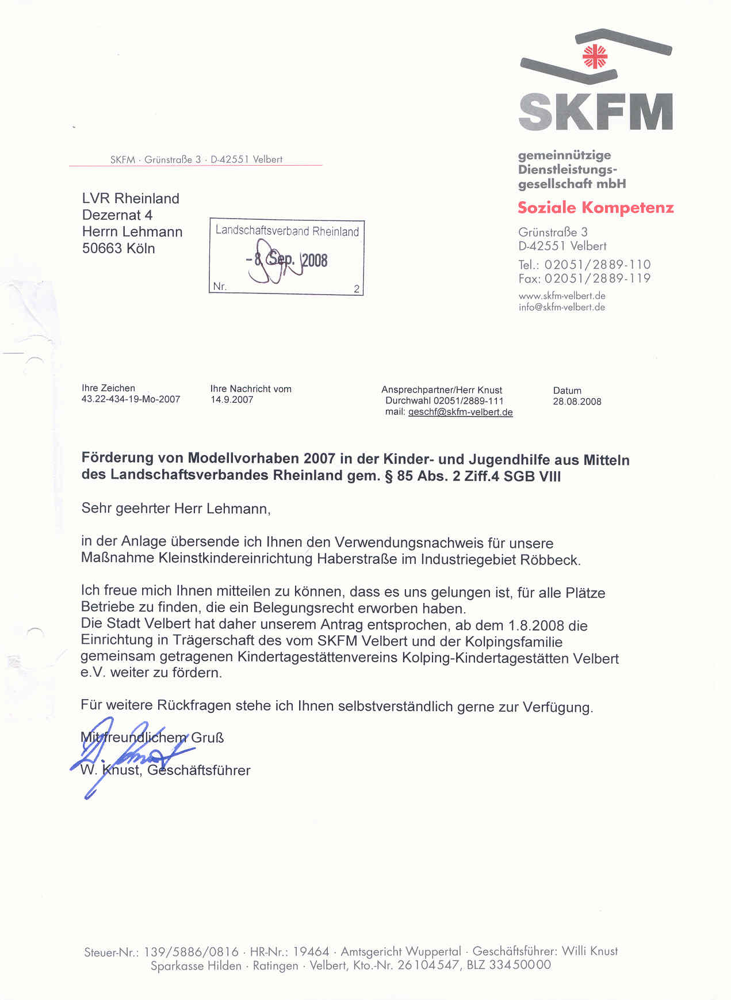 SKFM
gemeinnützige
Dienstleistungs-
gesellschaft mbH
Soziale Kompetenz
Grünstraße 3
D-42551 Velbert
Tel.: 02051/2889-110
Fax: 02051/2889-119
www.skfm-velbert.de
info@skfm-velbert.de
SKFM · Grünstraße 3 · D-42551 Velbert
LVR Rheinland
Dezernat 4
Herrn Lehmann
50663 Köln
Landschaftsverband Rheinland
-8. Sep. 2008
Nr. 2
Ihre Zeichen Ihre Nachricht vom Ansprechpartner/Herr Knust Datum
43.22-434-19-Mo-2007 14.9.2007 Durchwahl 02051/2889-111 28.08.2008
mail: geschf@skfm-velbert.de
Förderung von Modellvorhaben 2007 in der Kinder- und Jugendhilfe aus Mitteln
des Landschaftsverbandes Rheinland gem. § 85 Abs. 2 Ziff.4 SGB VIII
Sehr geehrter Herr Lehmann,
in der Anlage übersende ich Ihnen den Verwendungsnachweis für unsere
Maßnahme Kleinstkindereinrichtung Haberstraße im Industriegebiet Röbbeck.
Ich freue mich Ihnen mitteilen zu können, dass es uns gelungen ist, für alle Plätze
Betriebe zu finden, die ein Belegungsrecht erworben haben.
Die Stadt Velbert hat daher unserem Antrag entsprochen, ab dem 1.8.2008 die
Einrichtung in Trägerschaft des vom SKFM Velbert und der Kolpingsfamilie
gemeinsam getragenen Kindertagestättenvereins Kolping-Kindertagestätten Velbert
e.V. weiter zu fördern.
Für weitere Rückfragen stehe ich Ihnen selbstverständlich gerne zur Verfügung.
Mit freundlichem Gruß
W. Knust, Geschäftsführer
Steuer-Nr.: 139/5886/0816 · HR-Nr.: 19464 · Amtsgericht Wuppertal · Geschäftsführer: Willi Knust
Sparkasse Hilden · Ratingen · Velbert, Kto.-Nr. 26104547, BLZ 33450000